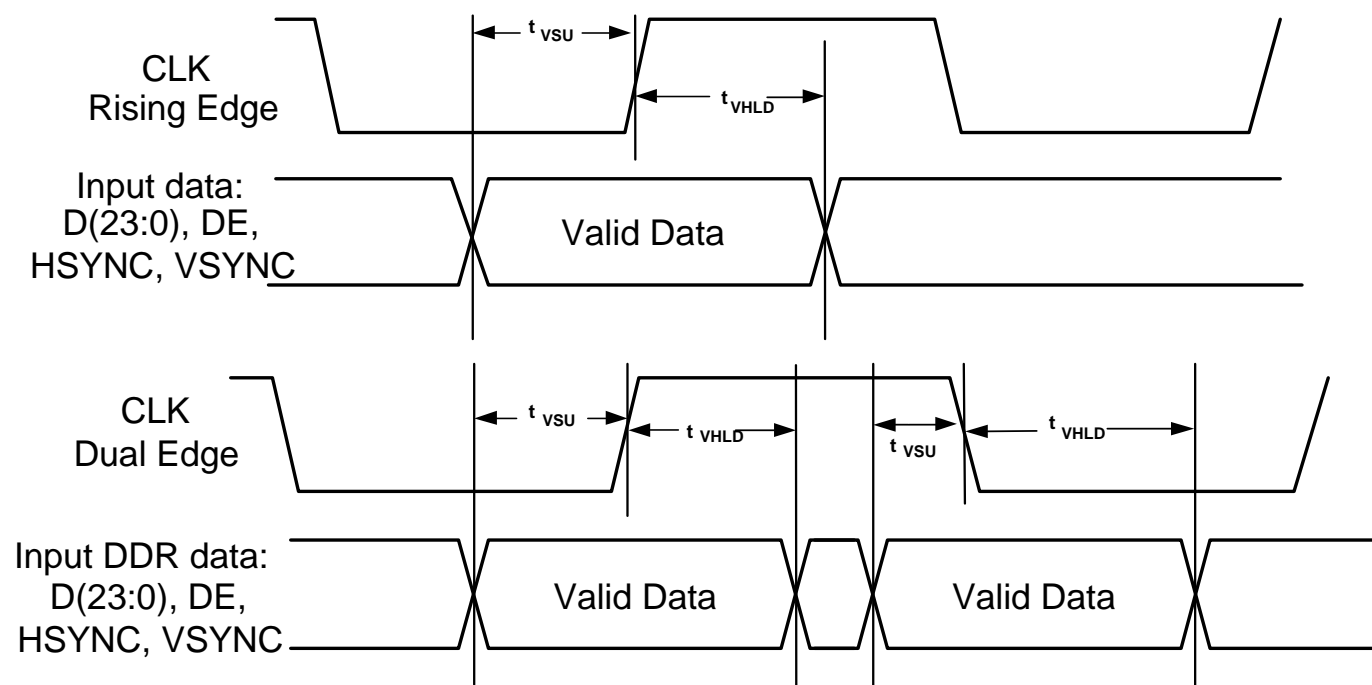 t VSU
CLK
Rising Edge
t VHLD
Input data:
D(23:0), DE,
HSYNC, VSYNC
Valid Data
CLK
Dual Edge
t VSU
t VHLD
t VSU
t VHLD
Input DDR data:
D(23:0), DE,
HSYNC, VSYNC
Valid Data
Valid Data